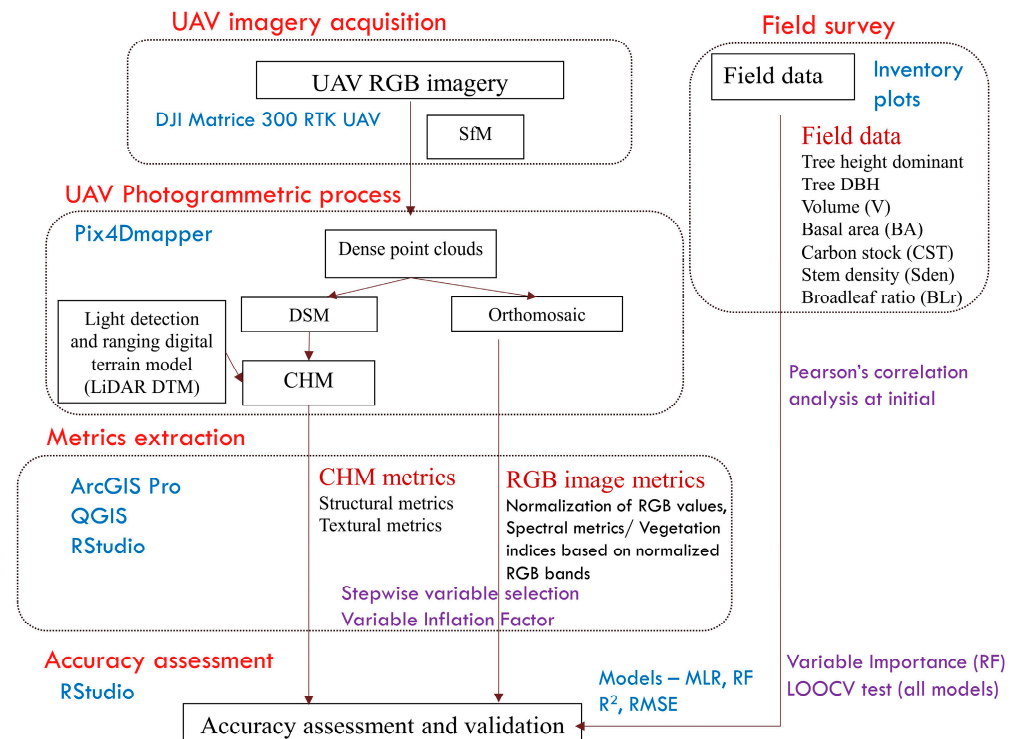 UAV imagery acquisition
UAV RGB imagery
DJI Matrice 300 RTK UAV
SfM
UAV Photogrammetric process
Pix4Dmapper
Dense point clouds
DSM
Orthomosaic
Light detection
and ranging digital
terrain model
(LiDAR DTM)
CHM
Metrics extraction
ArcGIS Pro
QGIS
RStudio
CHM metrics
Structural metrics
Textural metrics
RGB image metrics
Normalization of RGB values,
Spectral metrics/ Vegetation
indices based on normalized
RGB bands
Stepwise variable selection
Variable Inflation Factor
Field survey
Field data
Inventory
plots
Field data
Tree height dominant
Tree DBH
Volume (V)
Basal area (BA)
Carbon stock (CST)
Stem density (Sden)
Broadleaf ratio (BLr)
Pearson's correlation
analysis at initial
Variable Importance (RF)
LOOCV test (all models)
Accuracy assessment
RStudio
Models – MLR, RF
R², RMSE
Accuracy assessment and validation